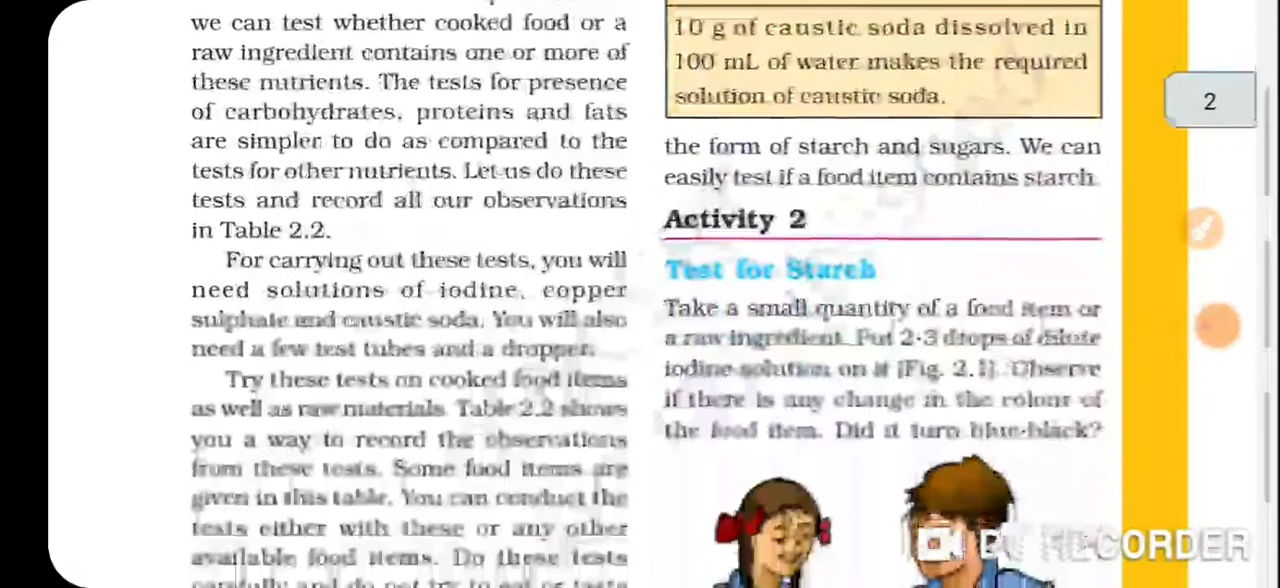 we can test whether cooked food or a
raw ingredient contains one or more of
these nutrients. The tests for presence
of carbohydrates, proteins and fats
are simpler to do as compared to the
tests for other nutrients. Let us do these
tests and record all our observations
in Table 2.2.
For carrying out these tests, you will
need solutions of iodine, copper
sulphate and caustic soda. You will also
need a few test tubes and a dropper.
Try these tests on cooked food items
as well as raw materials. Table 2.2 shows
you a way to record the observations
from these tests. Some food items are
given in this table. You can conduct the
tests either with these or any other
available food items. Do these tests
carefully and do not try to eat or taste
10 g of caustic soda dissolved in
100 mL of water makes the required
solution of caustic soda.
the form of starch and sugars. We can
easily test if a food item contains starch.
Activity 2
Test for Starch
Take a small quantity of a food item or
a raw ingredient. Put 2-3 drops of dilute
iodine solution on it (Fig. 2.1). Observe
if there is any change in the colour of
the food item. Did it turn blue-black?
2
RECORDER